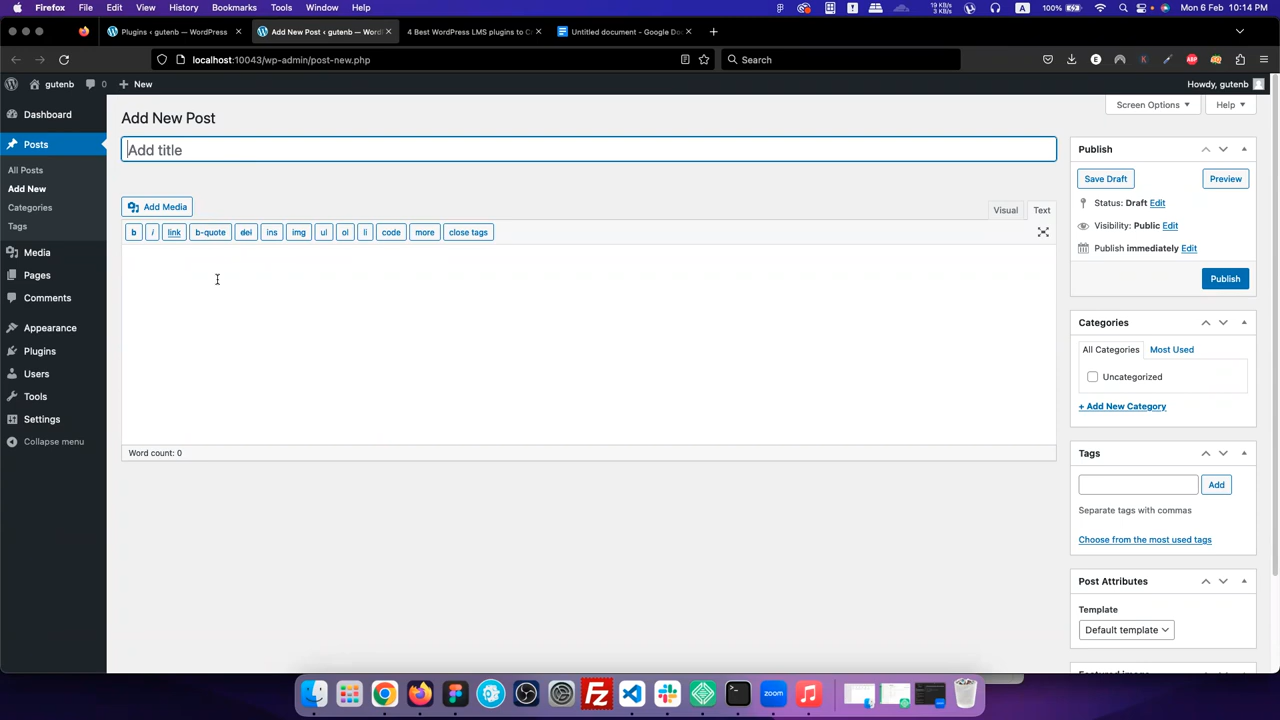 Firefox File Edit View History Bookmarks Tools Window Help 19 KB/s 3 KB/s A 100% Mon 6 Feb 10:14 PM
Plugins ‹ gutenb — WordPress Add New Post ‹ gutenb — Word 4 Best WordPress LMS plugins to C Untitled document - Google Do
localhost:10043/wp-admin/post-new.php Search
gutenb 0 New Howdy, gutenb
Screen Options Help
Dashboard
Posts
All Posts
Add New
Categories
Tags
Media
Pages
Comments
Appearance
Plugins
Users
Tools
Settings
Collapse menu
Add New Post
Add title
Add Media
Visual Text
b i link b-quote del ins img ul ol li code more close tags
Word count: 0
Publish
Save Draft Preview
Status: Draft Edit
Visibility: Public Edit
Publish immediately Edit
Publish
Categories
All Categories Most Used
Uncategorized
+ Add New Category
Tags
Add
Separate tags with commas
Choose from the most used tags
Post Attributes
Template
Default template
zoom